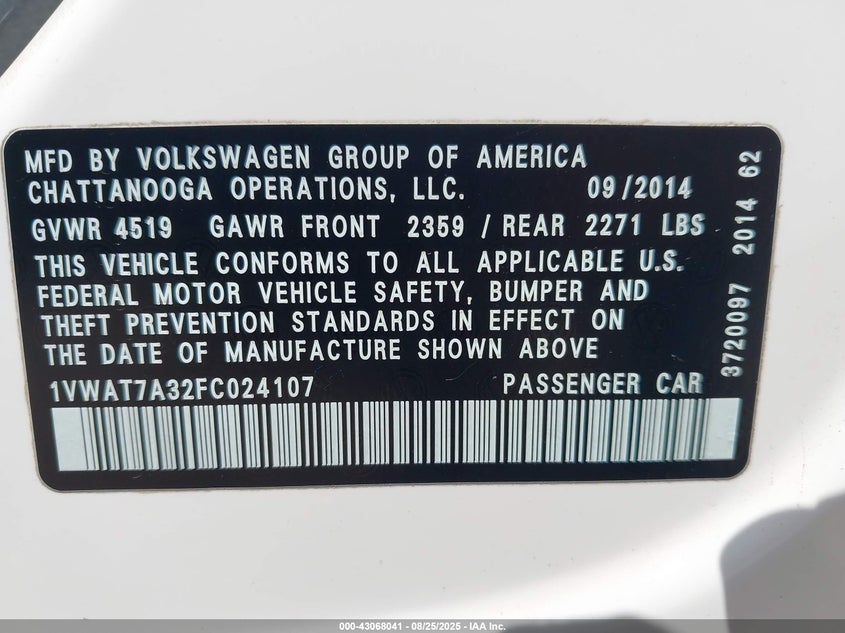 MFD BY VOLKSWAGEN GROUP OF AMERICA
CHATTANOOGA OPERATIONS, LLC. 09/2014
GVWR 4519 GAWR FRONT 2359 / REAR 2271 LBS
THIS VEHICLE CONFORMS TO ALL APPLICABLE U.S.
FEDERAL MOTOR VEHICLE SAFETY, BUMPER AND
THEFT PREVENTION STANDARDS IN EFFECT ON
THE DATE OF MANUFACTURE SHOWN ABOVE
1VWAT7A32FC024107 PASSENGER CAR
3720097 2014 62
000-43068041 - 08/25/2025 - IAA Inc.